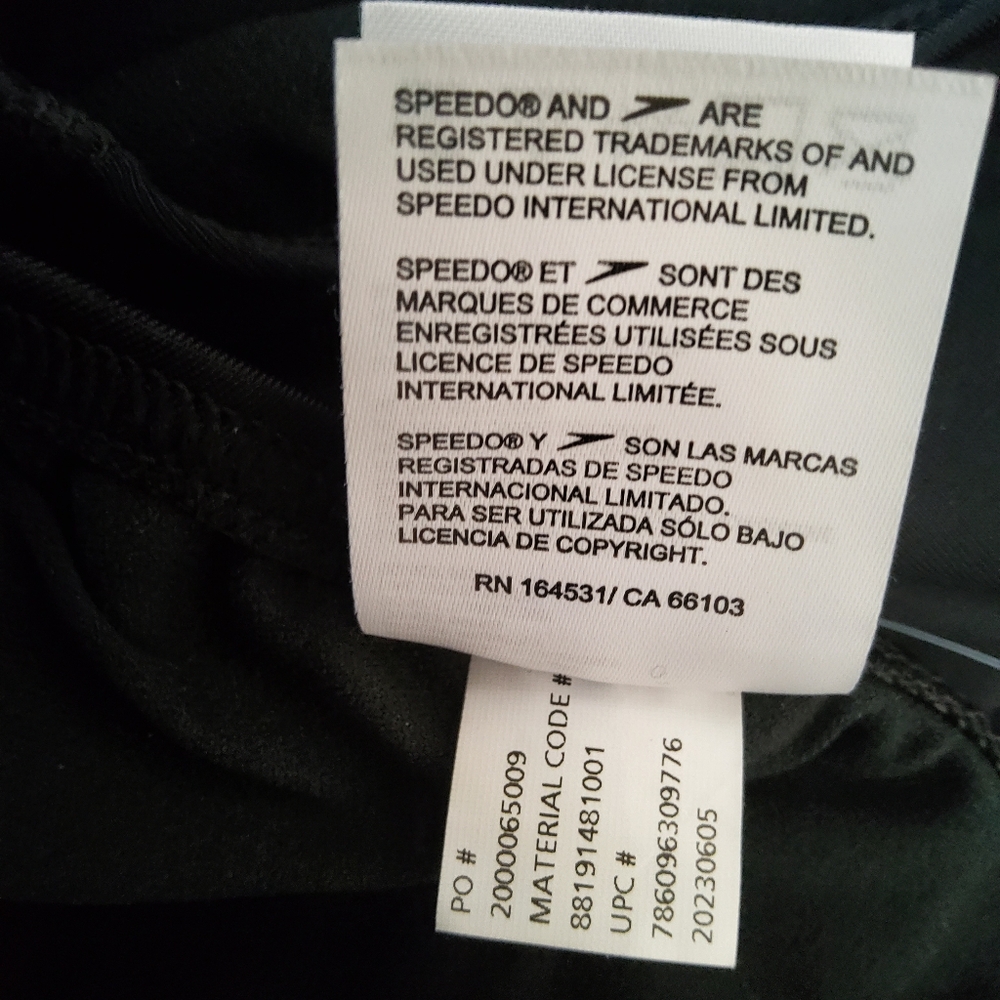 SPEEDO® AND ARE
REGISTERED TRADEMARKS OF AND
USED UNDER LICENSE FROM
SPEEDO INTERNATIONAL LIMITED.
SPEEDO® ET SONT DES
MARQUES DE COMMERCE
ENREGISTRÉES UTILISÉES SOUS
LICENCE DE SPEEDO
INTERNATIONAL LIMITÉE.
SPEEDO® Y SON LAS MARCAS
REGISTRADAS DE SPEEDO
INTERNACIONAL LIMITADO.
PARA SER UTILIZADA SÓLO BAJO
LICENCIA DE COPYRIGHT.
RN 164531/ CA 66103
PO #
2000065009
MATERIAL CODE #
88191481001
UPC #
786096309776
20230605